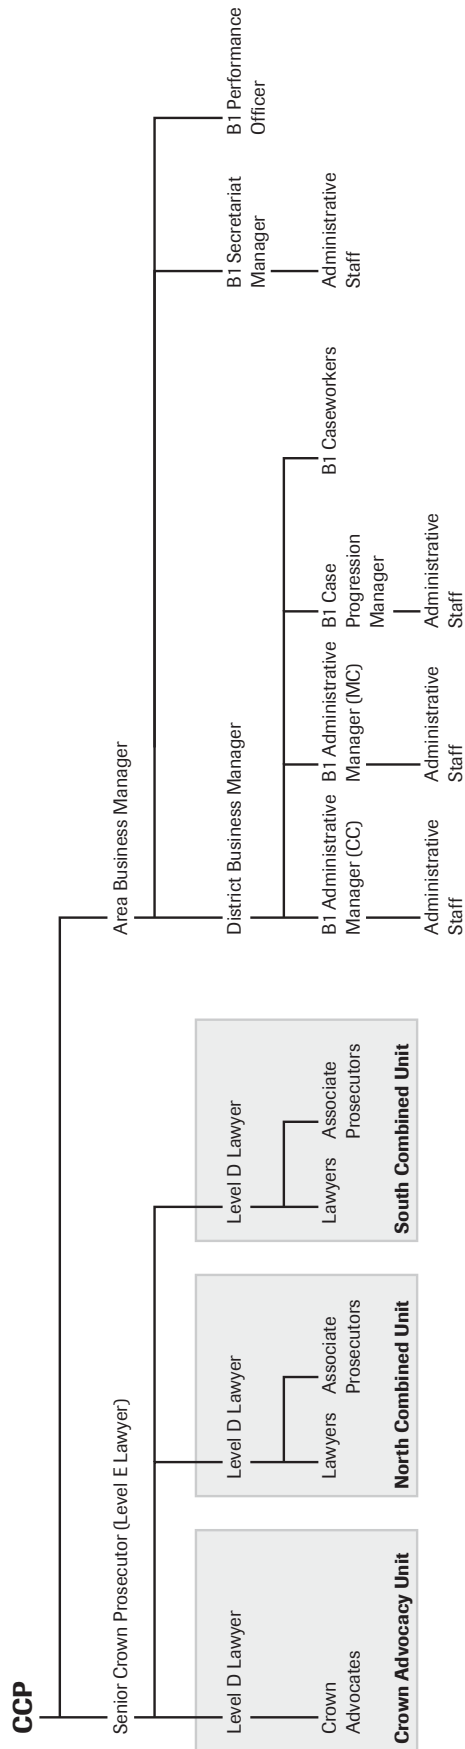 CCP
Senior Crown Prosecutor (Level E Lawyer)
Level D Lawyer
Crown
Advocates
Crown Advocacy Unit
Level D Lawyer
Lawyers
Associate
Prosecutors
North Combined Unit
Level D Lawyer
Lawyers
Associate
Prosecutors
South Combined Unit
Area Business Manager
District Business Manager
B1 Administrative
Manager (CC)
Administrative
Staff
B1 Administrative
Manager (MC)
Administrative
Staff
B1 Case
Progression
Manager
Administrative
Staff
B1 Caseworkers
B1 Secretariat
Manager
Administrative
Staff
B1 Performance
Officer